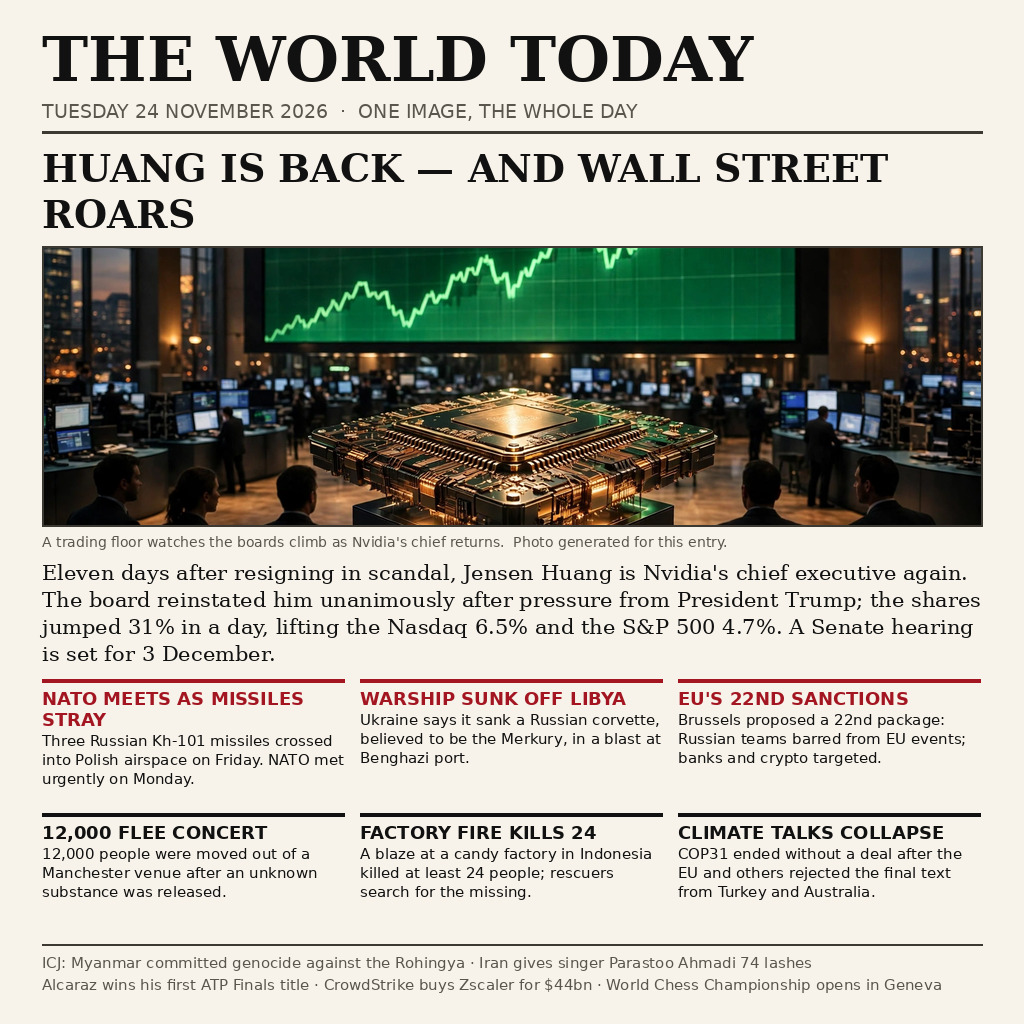 THE WORLD TODAY
TUESDAY 24 NOVEMBER 2026 · ONE IMAGE, THE WHOLE DAY
HUANG IS BACK — AND WALL STREET
ROARS
A trading floor watches the boards climb as Nvidia's chief returns. Photo generated for this entry.
Eleven days after resigning in scandal, Jensen Huang is Nvidia's chief executive again.
The board reinstated him unanimously after pressure from President Trump; the shares
jumped 31% in a day, lifting the Nasdaq 6.5% and the S&P 500 4.7%. A Senate hearing
is set for 3 December.
NATO MEETS AS MISSILES
STRAY
Three Russian Kh-101 missiles crossed
into Polish airspace on Friday. NATO met
urgently on Monday.
WARSHIP SUNK OFF LIBYA
Ukraine says it sank a Russian corvette,
believed to be the Merkury, in a blast at
Benghazi port.
EU'S 22ND SANCTIONS
Brussels proposed a 22nd package:
Russian teams barred from EU events;
banks and crypto targeted.
12,000 FLEE CONCERT
12,000 people were moved out of a
Manchester venue after an unknown
substance was released.
FACTORY FIRE KILLS 24
A blaze at a candy factory in Indonesia
killed at least 24 people; rescuers
search for the missing.
CLIMATE TALKS COLLAPSE
COP31 ended without a deal after the
EU and others rejected the final text
from Turkey and Australia.
ICJ: Myanmar committed genocide against the Rohingya · Iran gives singer Parastoo Ahmadi 74 lashes
Alcaraz wins his first ATP Finals title · CrowdStrike buys Zscaler for $44bn · World Chess Championship opens in Geneva